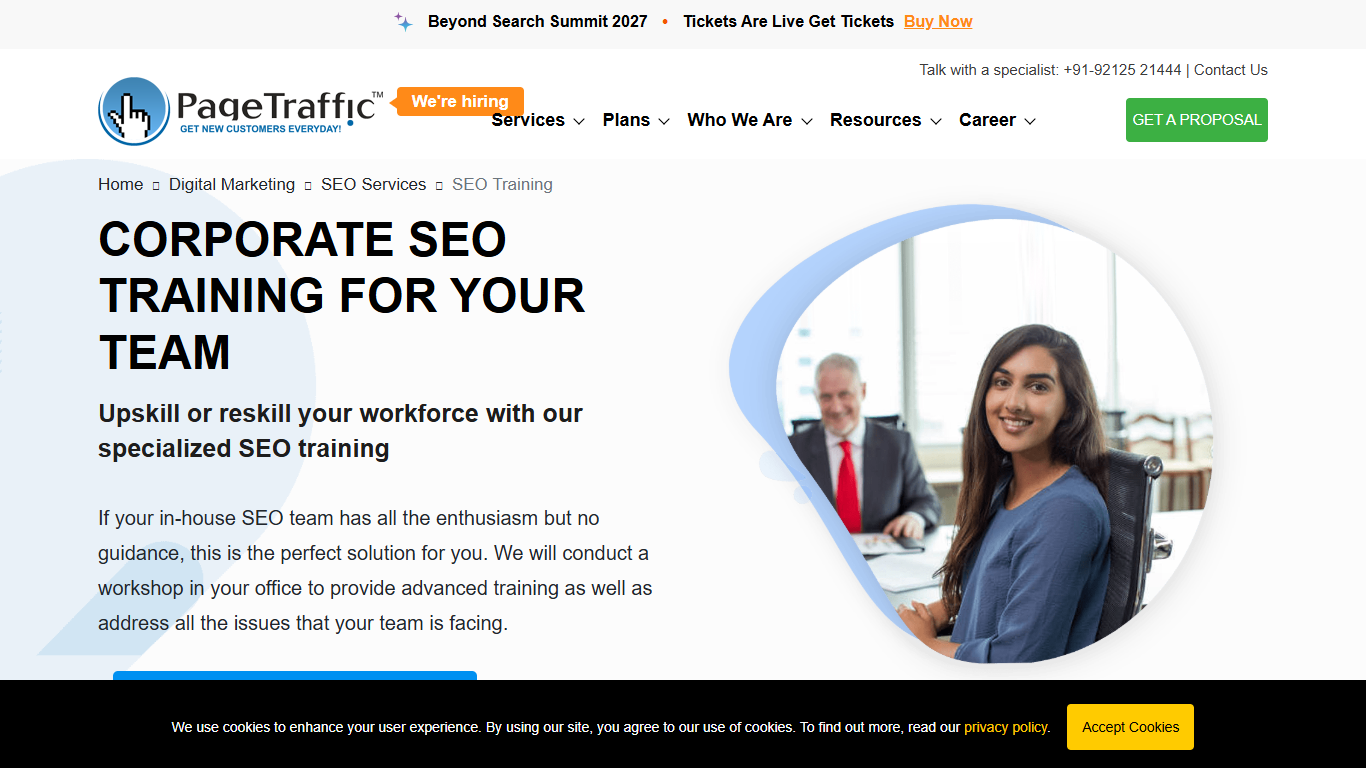 Beyond Search Summit 2027 • Tickets Are Live Get Tickets Buy Now
Talk with a specialist: +91-92125 21444 | Contact Us
PageTraffic™
GET NEW CUSTOMERS EVERYDAY!
We're hiring
Services Plans Who We Are Resources Career
GET A PROPOSAL
Home Digital Marketing SEO Services SEO Training
CORPORATE SEO
TRAINING FOR YOUR
TEAM
Upskill or reskill your workforce with our
specialized SEO training
If your in-house SEO team has all the enthusiasm but no
guidance, this is the perfect solution for you. We will conduct a
workshop in your office to provide advanced training as well as
address all the issues that your team is facing.
We use cookies to enhance your user experience. By using our site, you agree to our use of cookies. To find out more, read our privacy policy.
Accept Cookies